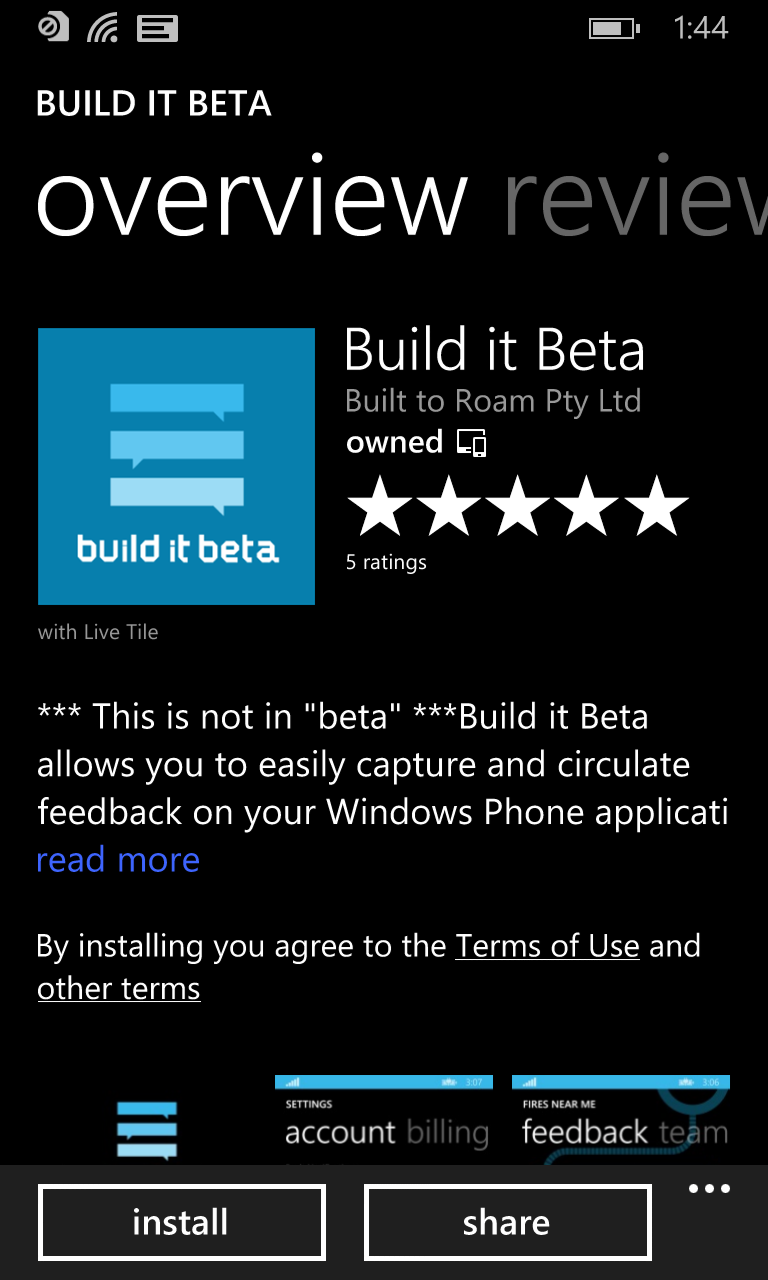 1:44
BUILD IT BETA
overview review
Build it Beta
Built to Roam Pty Ltd
owned
build it beta
5 ratings
with Live Tile
*** This is not in "beta" ***Build it Beta
allows you to easily capture and circulate
feedback on your Windows Phone applicati
read more
By installing you agree to the Terms of Use and
other terms
3:07
3:06
SETTINGS
FIRES NEAR ME
account billing
feedback team
install
share